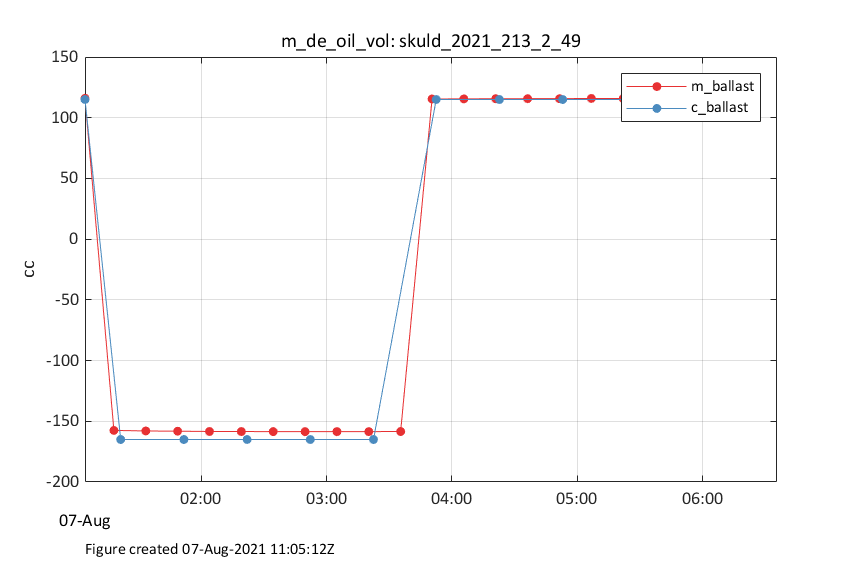 m_de_oil_vol: skuld_2021_213_2_49
150
100
50
0
-50
-100
-150
-200
cc
m_ballast
c_ballast
02:00
03:00
04:00
05:00
06:00
07-Aug
Figure created 07-Aug-2021 11:05:12Z